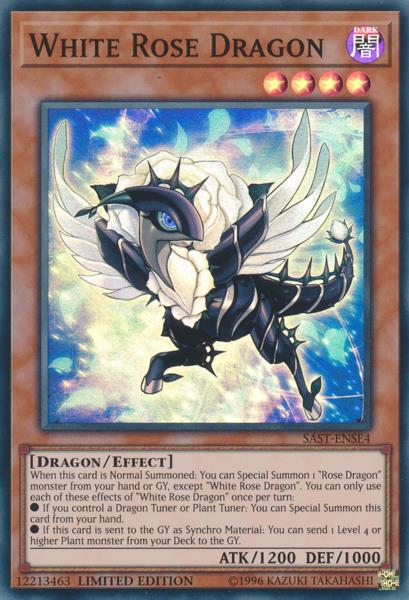 WHITE ROSE DRAGON
DARK
闇
SAST-ENSE4
[DRAGON/EFFECT]
When this card is Normal Summoned: You can Special Summon 1 "Rose Dragon"
monster from your hand or GY, except "White Rose Dragon". You can only use
each of these effects of "White Rose Dragon" once per turn:
● If you control a Dragon Tuner or Plant Tuner: You can Special Summon this
card from your hand.
● If this card is sent to the GY as Synchro Material: You can send 1 Level 4 or
higher Plant monster from your Deck to the GY.
ATK/1200 DEF/1000
12213463 LIMITED EDITION ©1996 KAZUKI TAKAHASHI